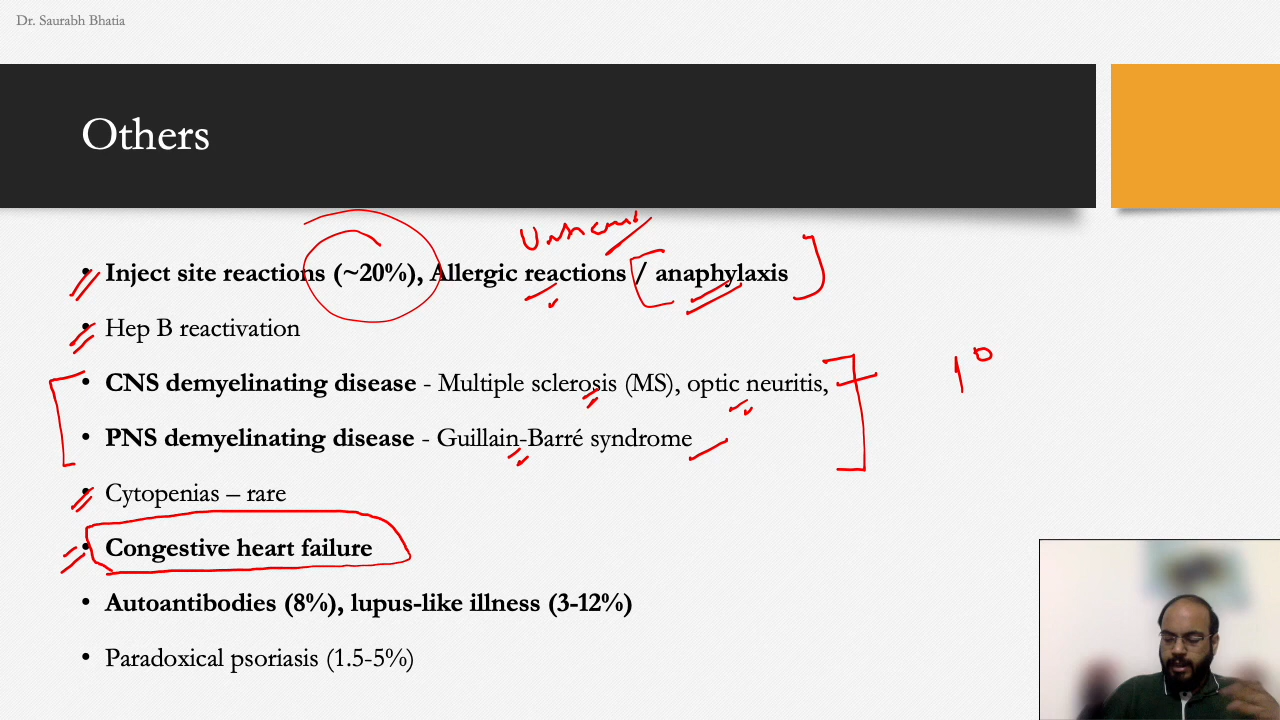 Dr. Saurabh Bhatia
Others
• Inject site reactions (~20%), Allergic reactions / anaphylaxis
• Hep B reactivation
• CNS demyelinating disease - Multiple sclerosis (MS), optic neuritis,
1°
• PNS demyelinating disease - Guillain-Barré syndrome
• Cytopenias – rare
• Congestive heart failure
• Autoantibodies (8%), lupus-like illness (3-12%)
• Paradoxical psoriasis (1.5-5%)